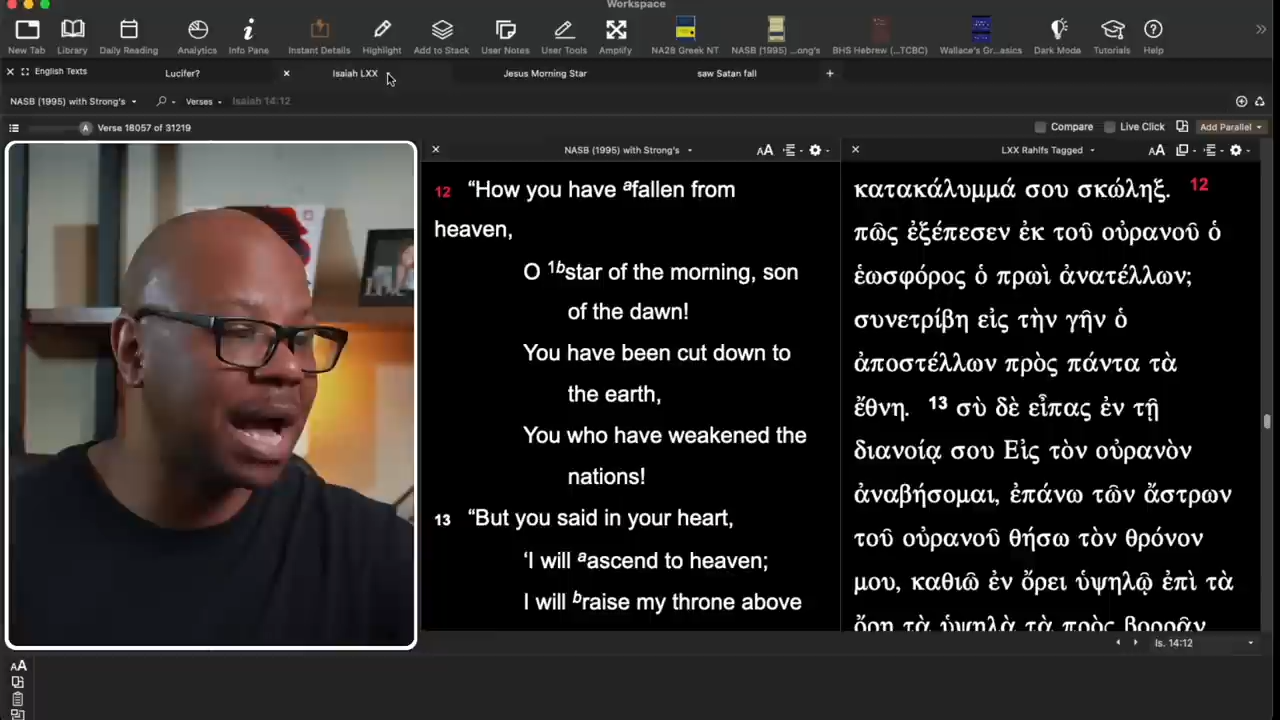 Workspace
New Tab
Library
Daily Reading
Analytics
Info Pane
Instant Details
Highlight
Add to Stack
User Notes
User Tools
Amplify
NA28 Greek NT
NASB (1995) ...ong's
BHS Hebrew (...TCBC)
Wallace's Gr...asics
Dark Moda
Tutorials
Help
English Texts
Lucifer?
Isaiah LXX
Jesus Morning Star
saw Satan fall
NASB (1995) with Strong's
Verses
Isaiah 14:12
Verse 18057 of 31219
Compare
Live Click
Add Parallel
NASB (1995) with Strong's
12 “How you have afallen from
heaven,
O 1bstar of the morning, son
of the dawn!
You have been cut down to
the earth,
You who have weakened the
nations!
13 “But you said in your heart,
‘I will aascend to heaven;
I will braise my throne above
LXX Rahlfs Tagged
κατακάλυμμά σου σκώληξ. 12
πῶς ἐξέπεσεν ἐκ τοῦ οὐρανοῦ ὁ
ἑωσφόρος ὁ πρωὶ ἀνατέλλων;
συνετρίβη εἰς τὴν γῆν ὁ
ἀποστέλλων πρὸς πάντα τὰ
ἔθνη. 13 σὺ δὲ εἶπας ἐν τῇ
διανοίᾳ σου Εἰς τὸν οὐρανὸν
ἀναβήσομαι, ἐπάνω τῶν ἄστρων
τοῦ οὐρανοῦ θήσω τὸν θρόνον
μου, καθιῶ ἐν ὄρει ὑψηλῷ ἐπὶ τὰ
ὄρη τὰ ὑψηλὰ τὰ πρὸς βορρᾶν
Is. 14:12